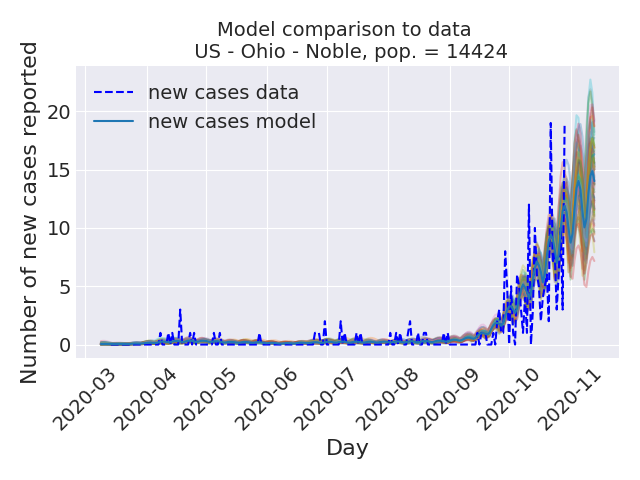 Model comparison to data
US - Ohio - Noble, pop. = 14424
new cases data
new cases model
Number of new cases reported
20
15
10
5
0
2020-03
2020-04
2020-05
2020-06
2020-07
2020-08
2020-09
2020-10
2020-11
Day